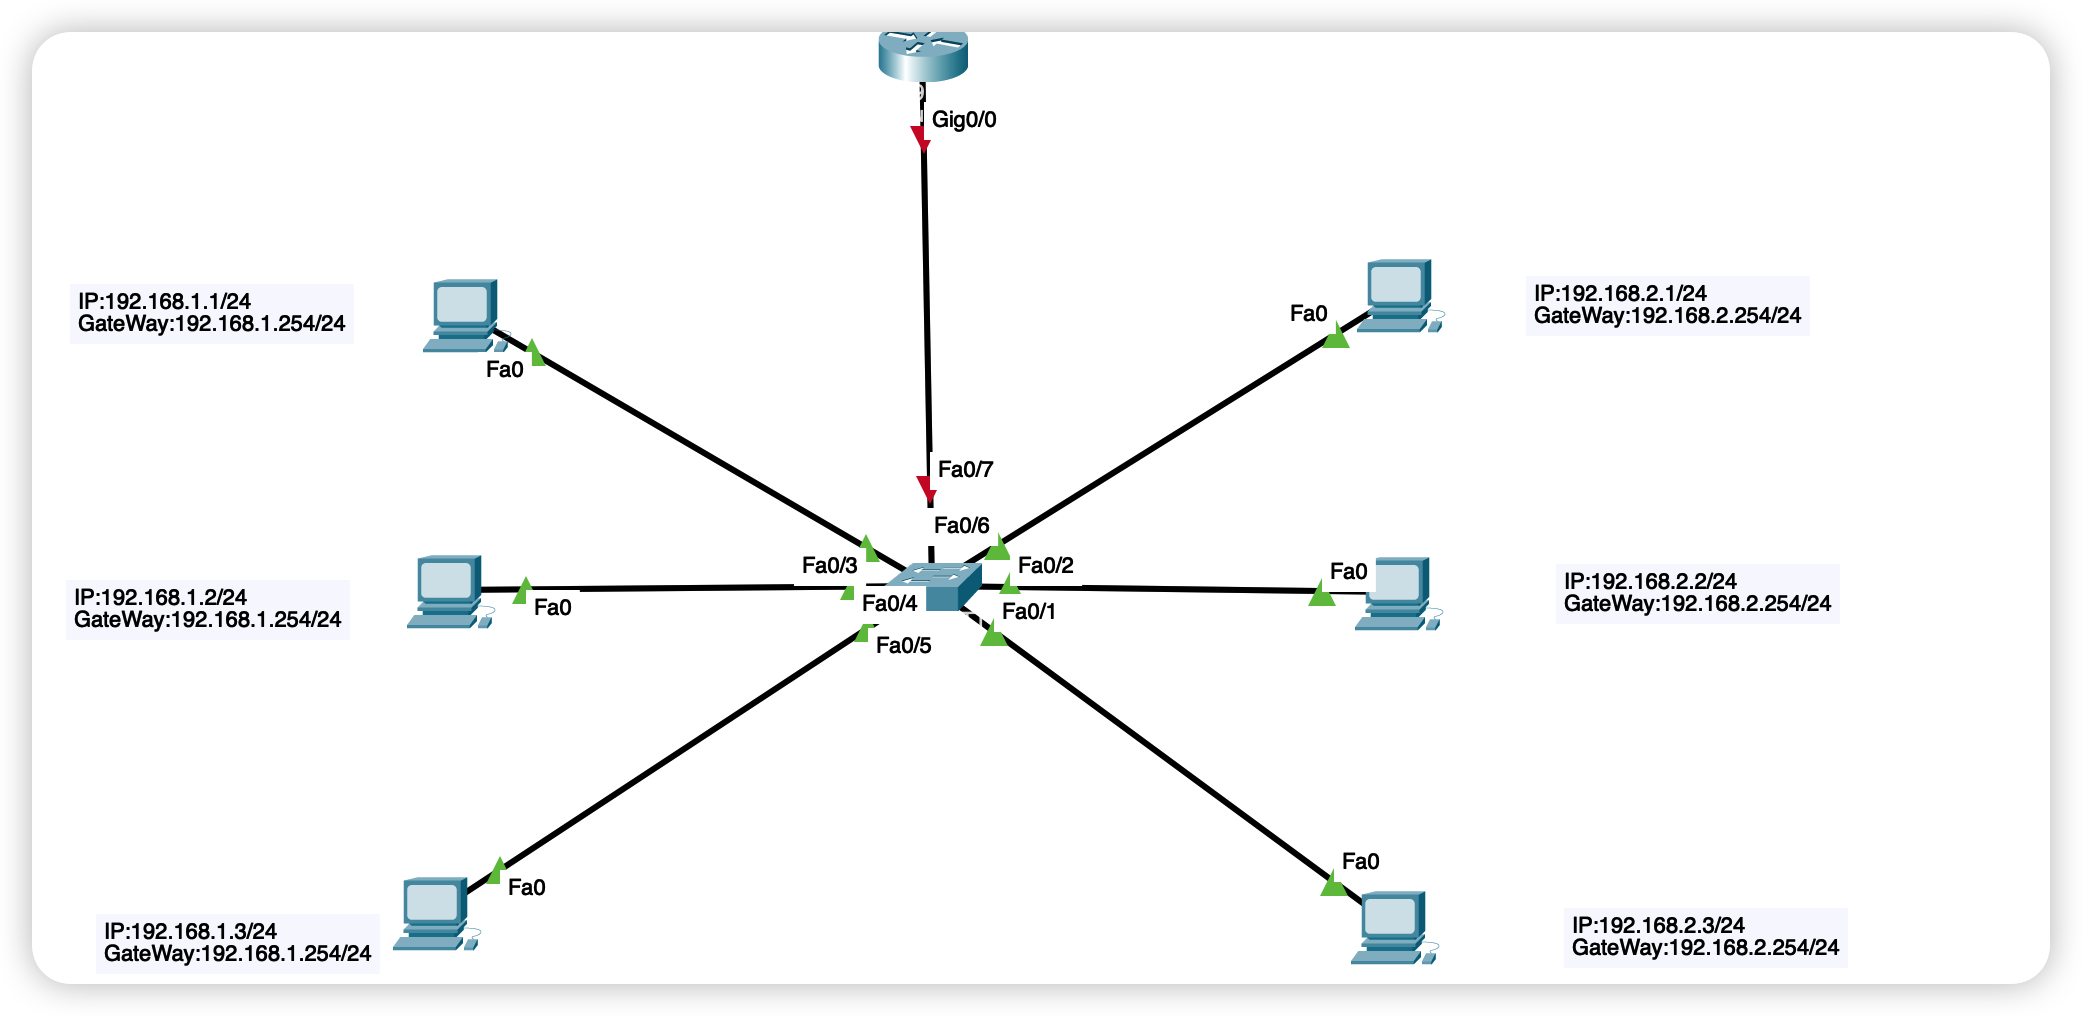 Gig0/0
IP:192.168.1.1/24
GateWay:192.168.1.254/24
Fa0
Fa0
IP:192.168.2.1/24
GateWay:192.168.2.254/24
Fa0/7
Fa0/6
Fa0/3
Fa0/2
Fa0/4
Fa0/1
Fa0/5
IP:192.168.1.2/24
GateWay:192.168.1.254/24
Fa0
Fa0
IP:192.168.2.2/24
GateWay:192.168.2.254/24
Fa0
IP:192.168.1.3/24
GateWay:192.168.1.254/24
Fa0
IP:192.168.2.3/24
GateWay:192.168.2.254/24